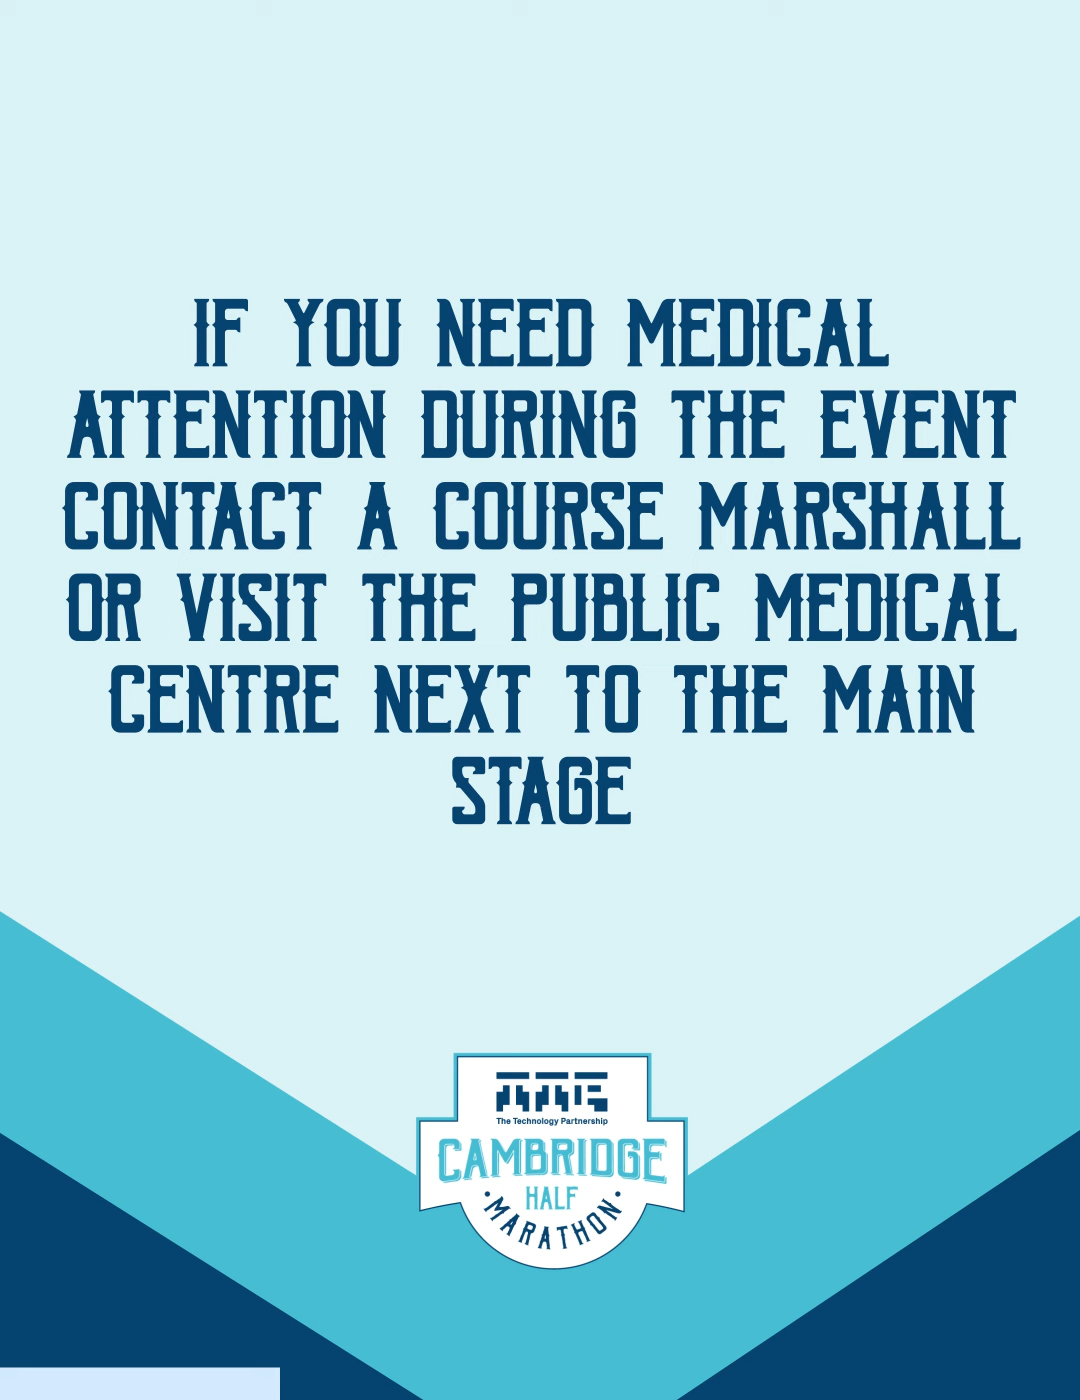 IF YOU NEED MEDICAL
ATTENTION DURING THE EVENT
CONTACT A COURSE MARSHALL
OR VISIT THE PUBLIC MEDICAL
CENTRE NEXT TO THE MAIN
STAGE
The Technology Partnership
CAMBRIDGE
HALF
MARATHON